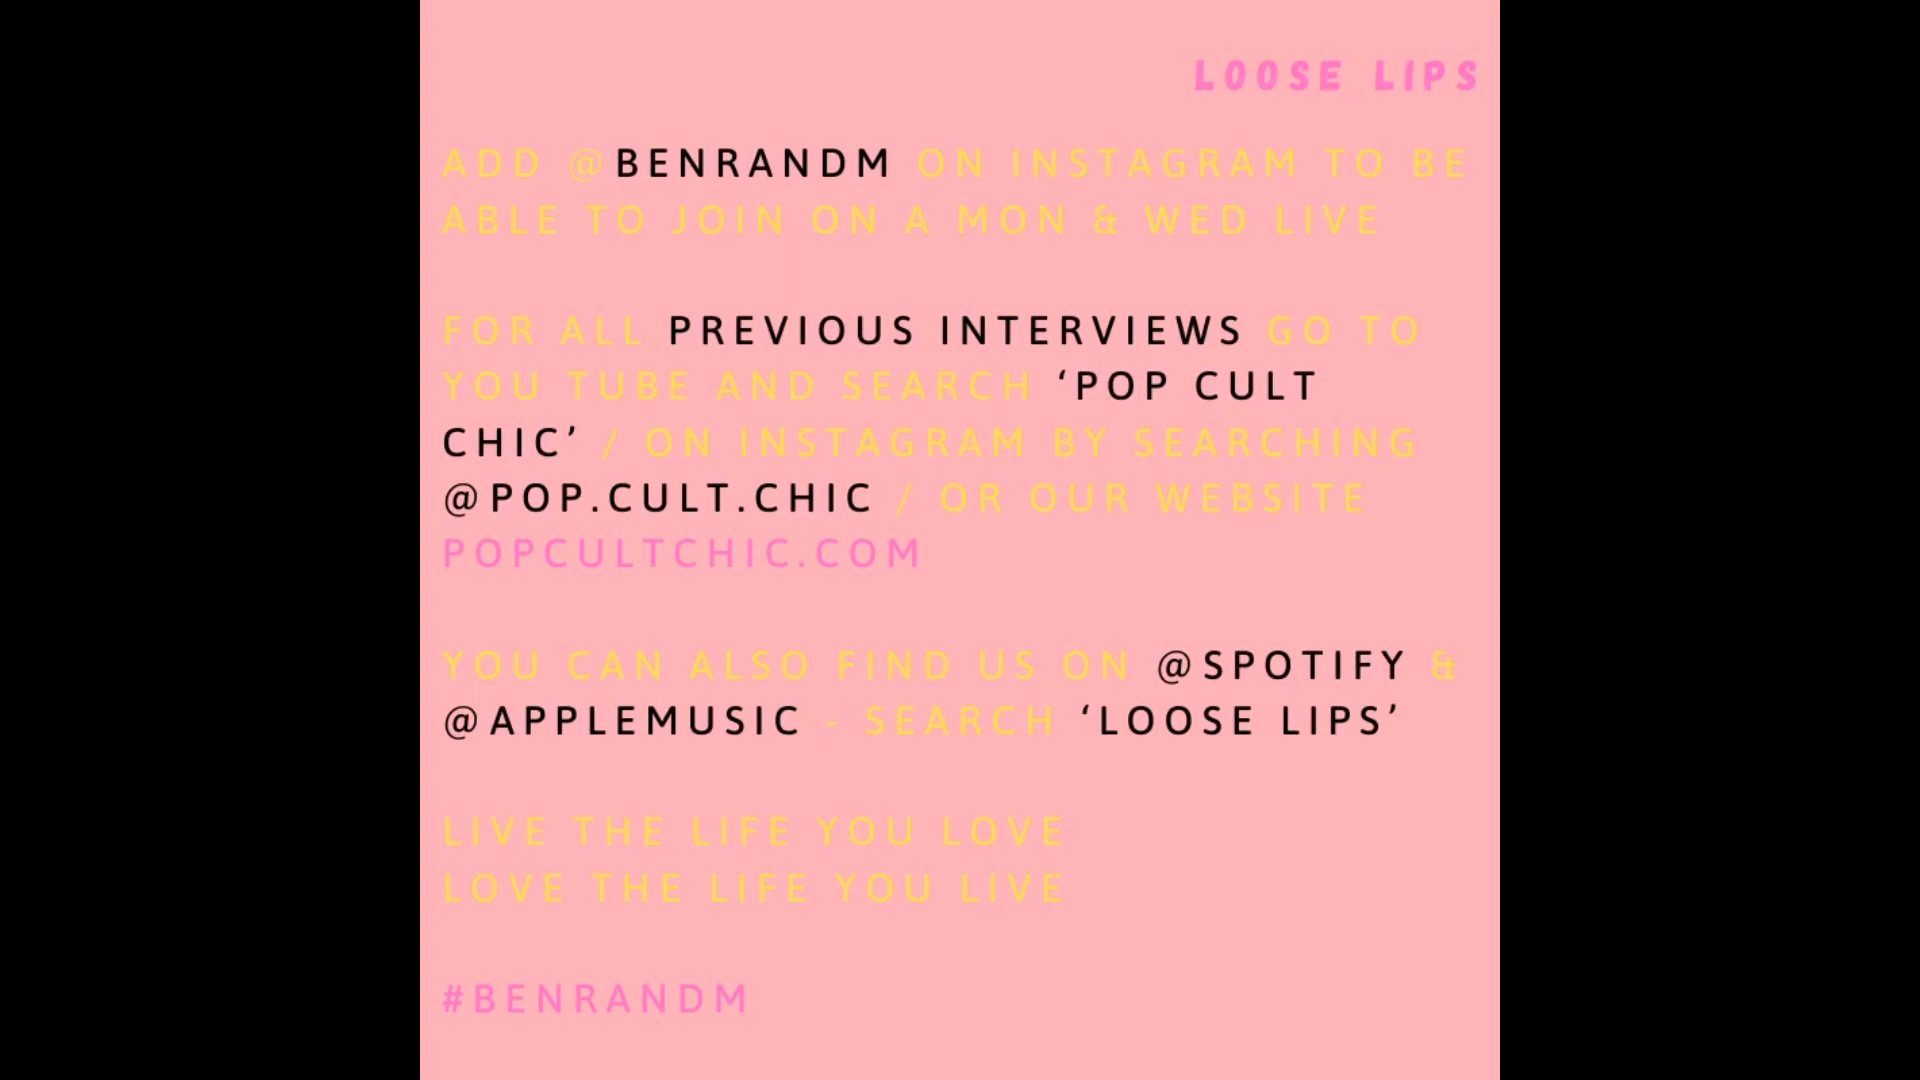 LOOSE LIPS
ADD @BENRANDM ON INSTAGRAM TO BE
ABLE TO JOIN ON A MON & WED LIVE
FOR ALL PREVIOUS INTERVIEWS GO TO
YOU TUBE AND SEARCH ‘POP CULT
CHIC’ / ON INSTAGRAM BY SEARCHING
@POP.CULT.CHIC / OR OUR WEBSITE
POPCULTCHIC.COM
YOU CAN ALSO FIND US ON @SPOTIFY &
@APPLEMUSIC - SEARCH ‘LOOSE LIPS’
LIVE THE LIFE YOU LOVE
LOVE THE LIFE YOU LIVE
#BENRANDM